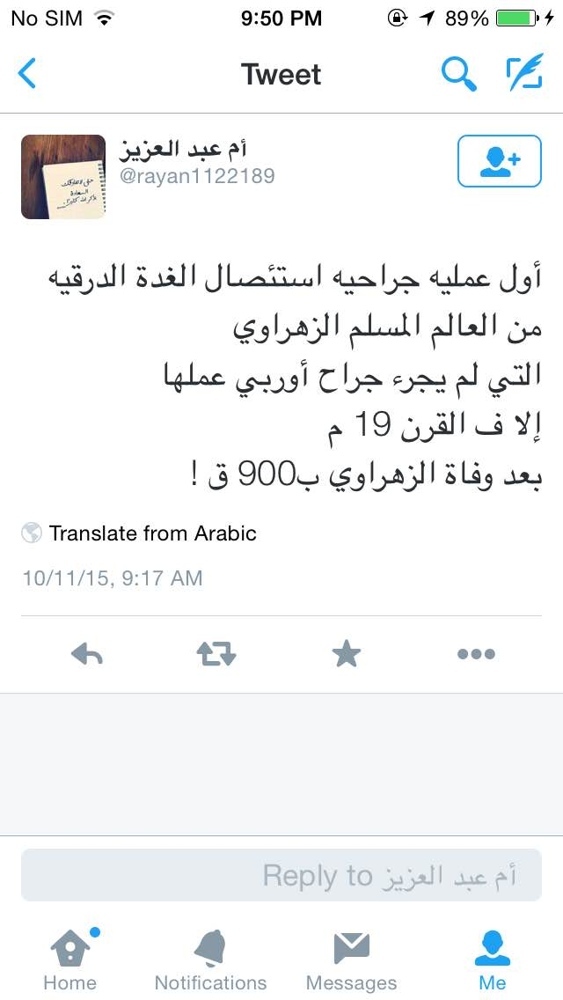 No SIM 9:50 PM 89%
Tweet
أم عبد العزيز
@rayan1122189
أول عمليه جراحيه استئصال الغدة الدرقيه
من العالم المسلم الزهراوي
التي لم يجرء جراح أوربي عملها
إلا ف القرن 19 م
بعد وفاة الزهراوي ب900 ق !
Translate from Arabic
10/11/15, 9:17 AM
Reply to أم عبد العزيز
Home Notifications Messages Me